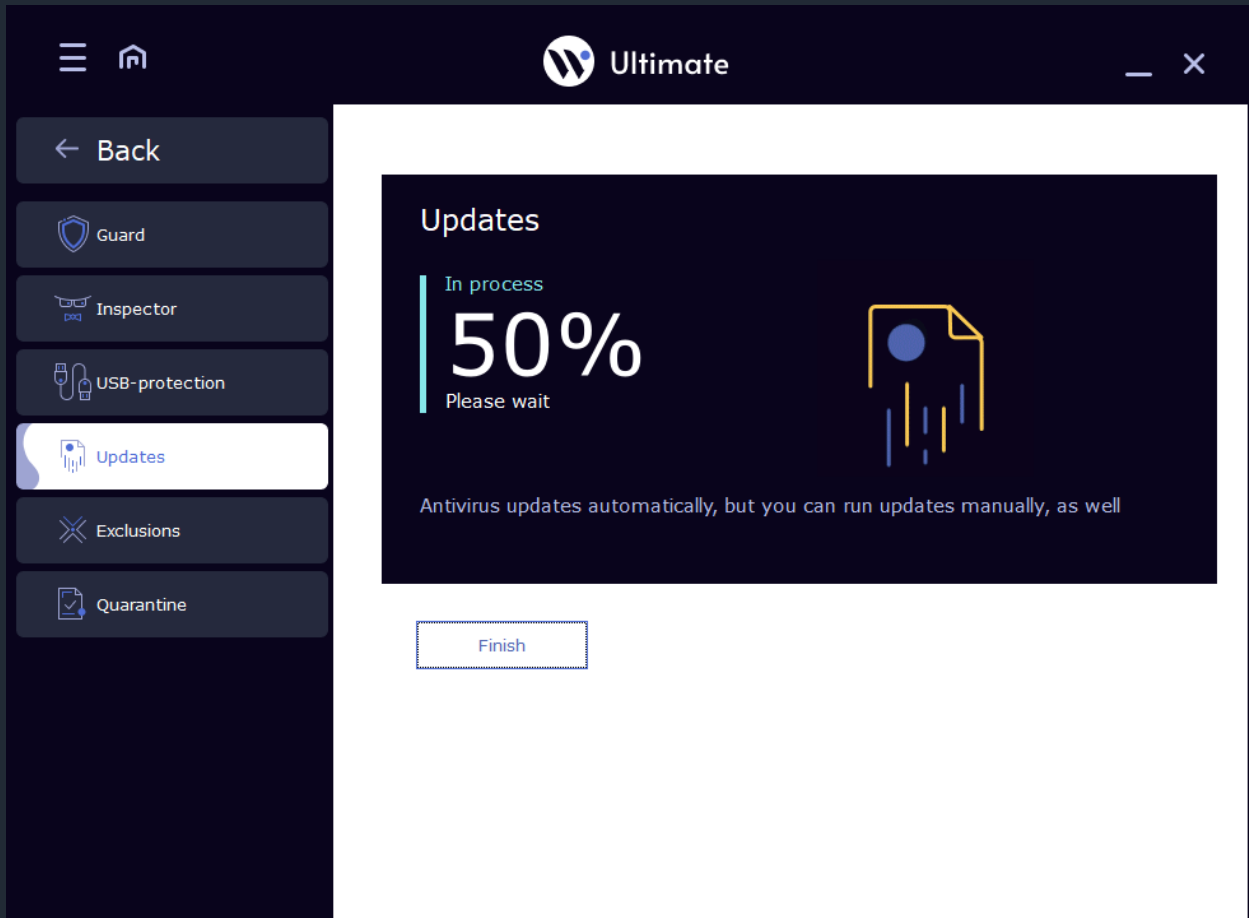 Ultimate
Back
Guard
Inspector
USB-protection
Updates
Exclusions
Quarantine
Updates
In process
50%
Please wait
Antivirus updates automatically, but you can run updates manually, as well
Finish